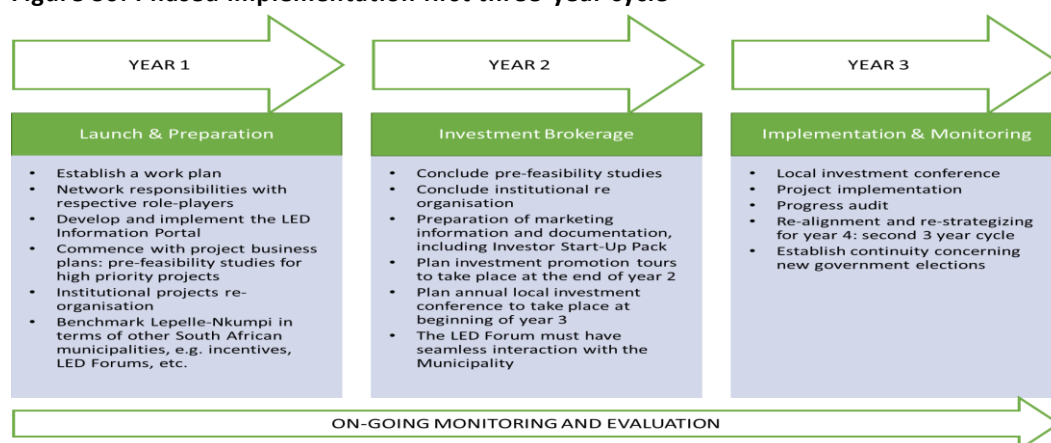 Figure Phased implementation first three-year cycle
YEAR 1
YEAR 2
YEAR 3
Launch & Preparation
• Establish a work plan
• Network responsibilities with
respective role-players
• Develop and implement the LED
Information Portal
• Commence with project business
plans: pre-feasibility studies for
high priority projects
• Institutional projects re-
organisation
• Benchmark Lepelle-Nkumpi in
terms of other South African
municipalities, e.g. incentives,
LED Forums, etc.
Investment Brokerage
• Conclude pre-feasibility studies
• Conclude institutional re
organisation
• Preparation of marketing
information and documentation,
including Investor Start-Up Pack
• Plan investment promotion tours
to take place at the end of year 2
• Plan annual local investment
conference to take place at
beginning of year 3
• The LED Forum must have
seamless interaction with the
Municipality
Implementation & Monitoring
• Local investment conference
• Project implementation
• Progress audit
• Re-alignment and re-strategizing
for year 4: second 3 year cycle
• Establish continuity concerning
new government elections
ON-GOING MONITORING AND EVALUATION